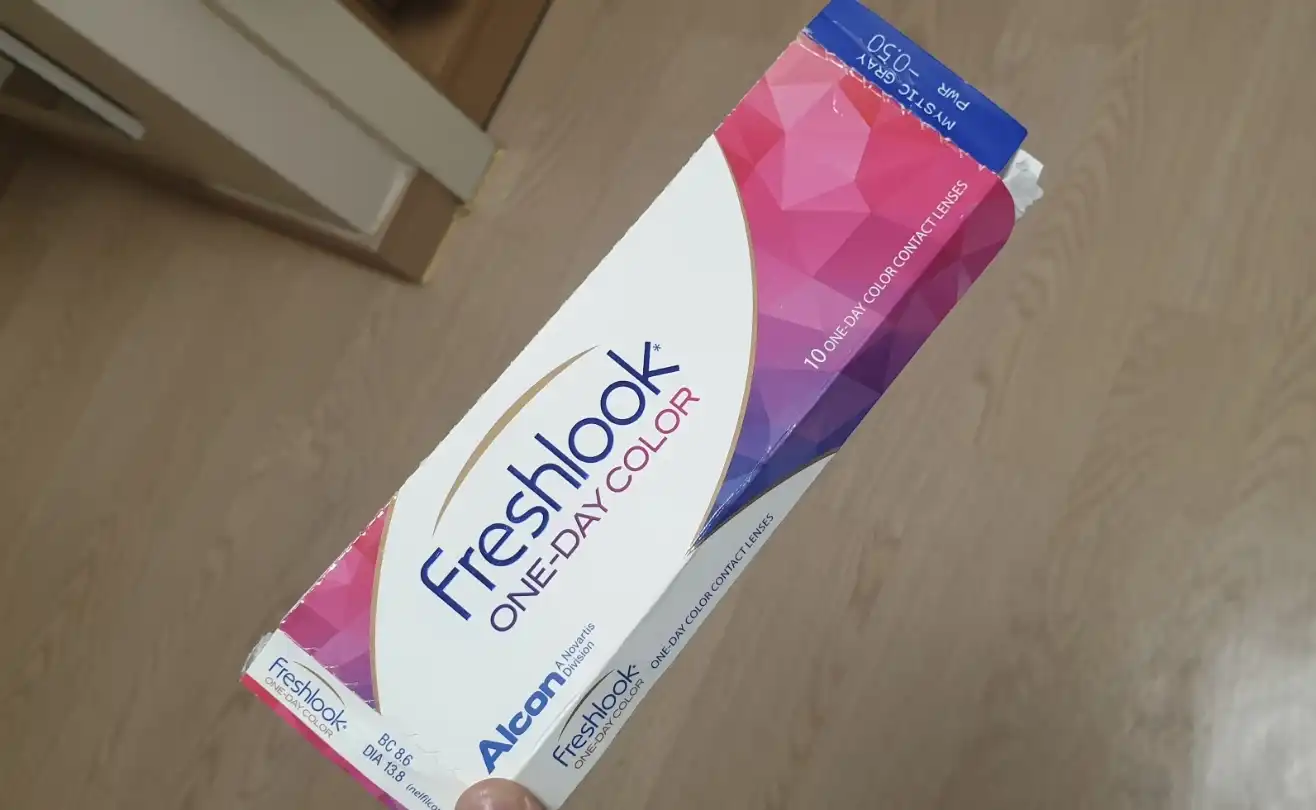 MYSTIC GRAY
PWR -0.50
10 ONE-DAY COLOR CONTACT LENSES
Freshlook*
ONE-DAY COLOR
Alcon
A Novartis
Division
Freshlook*
ONE-DAY COLOR
ONE-DAY COLOR CONTACT LENSES
Freshlook*
ONE-DAY COLOR
BC 8.6
DIA 13.8